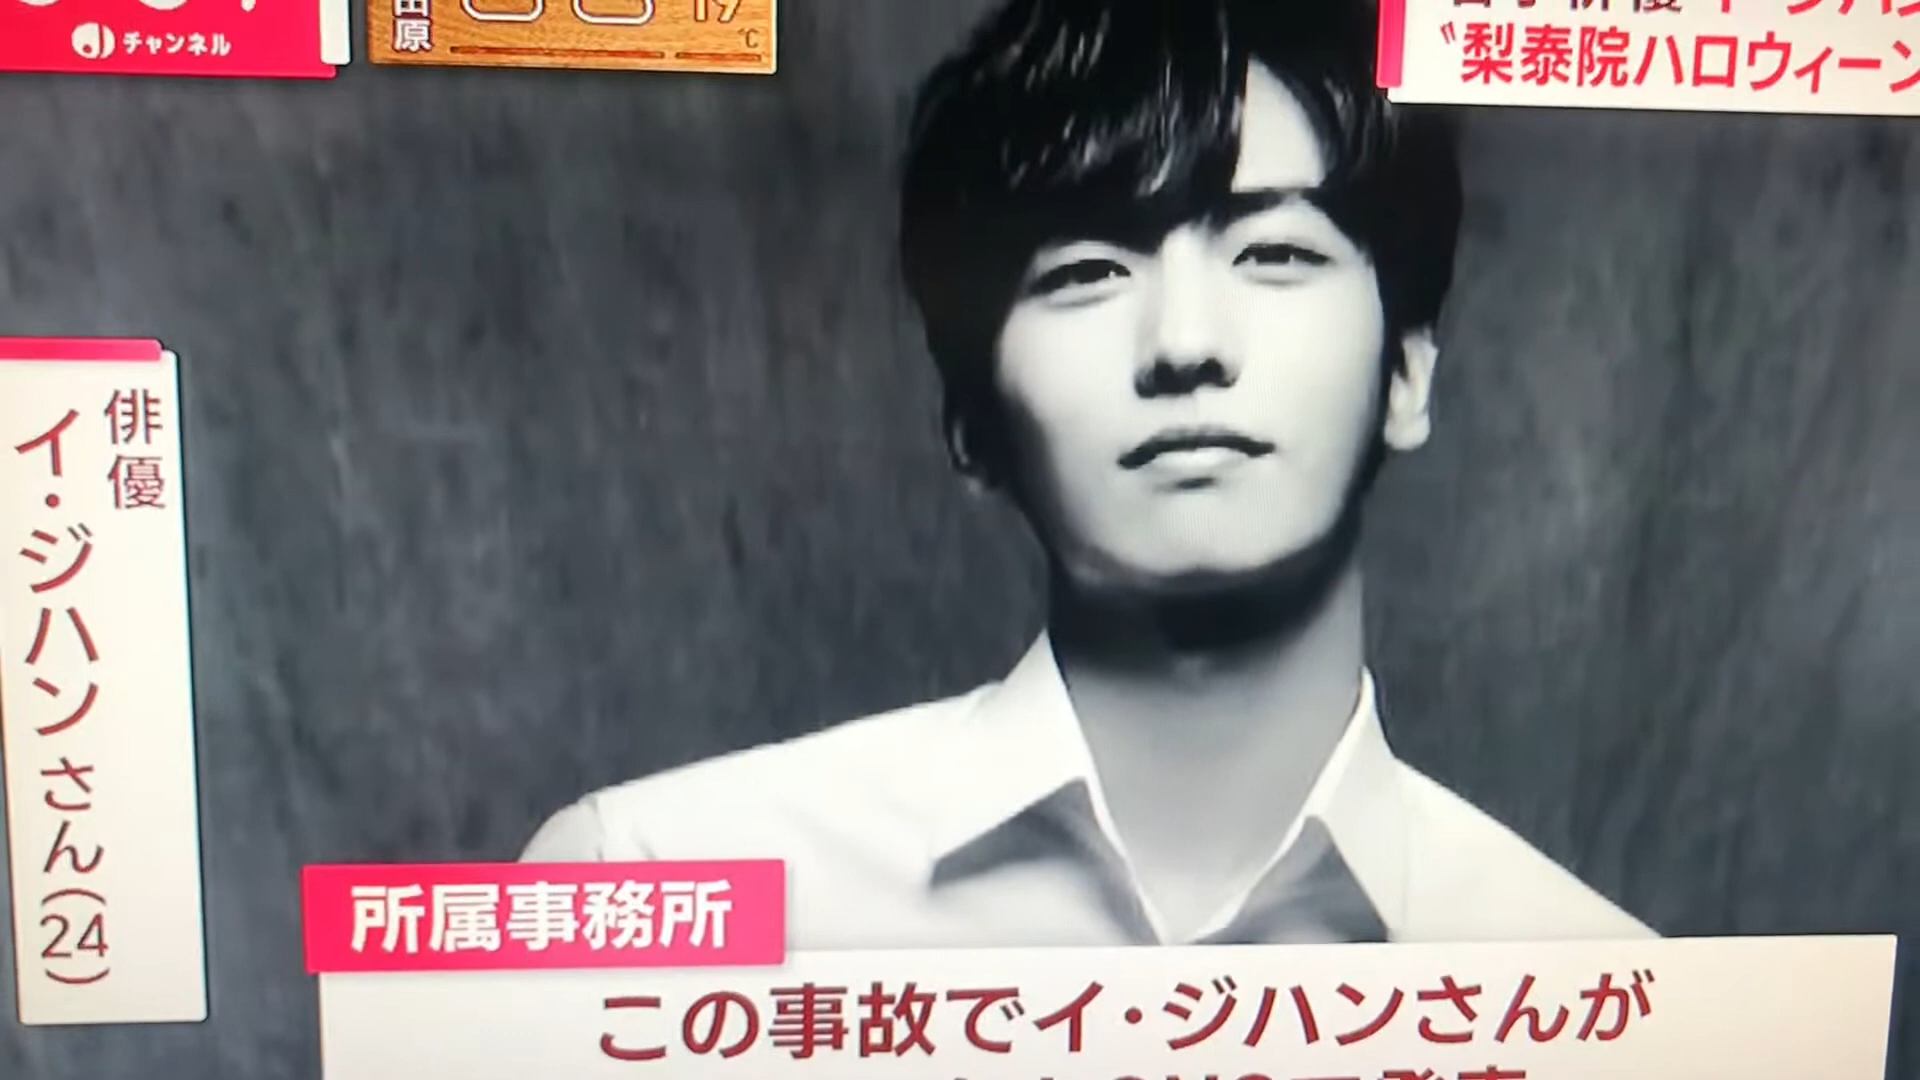 チャンネル
原
19
℃
〝梨泰院ハロウィーン
俳優
イ・ジハンさん(24)
所属事務所
この事故でイ・ジハンさんが